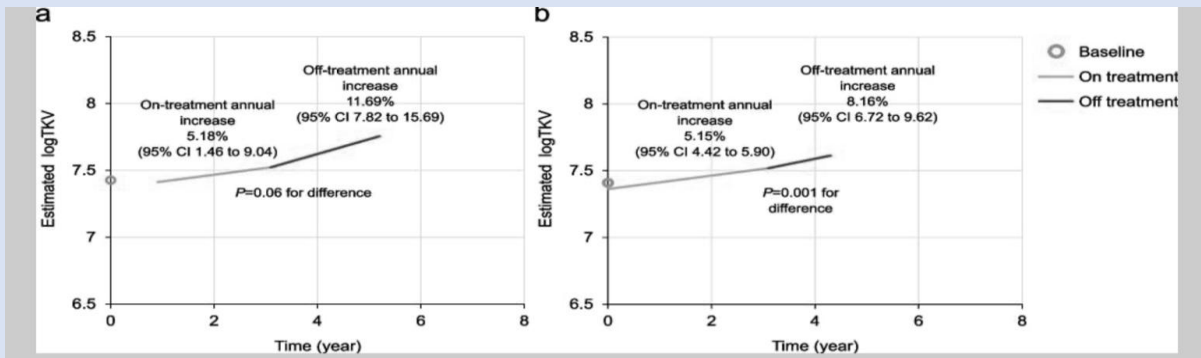 a
8.5
8
7.5
7
6.5
Estimated logTKV
On-treatment annual
increase
5.18%
(95% CI 1.46 to 9.04)
Off-treatment annual
increase
11.69%
(95% CI 7.82 to 15.69)
P=0.06 for difference
0 2 4 6 8
Time (year)
b
8.5
8
7.5
7
6.5
Estimated logTKV
On-treatment annual
increase
5.15%
(95% CI 4.42 to 5.90)
Off-treatment annual
increase
8.16%
(95% CI 6.72 to 9.62)
P=0.001 for
difference
0 2 4 6 8
Time (year)
Baseline
On treatment
Off treatment